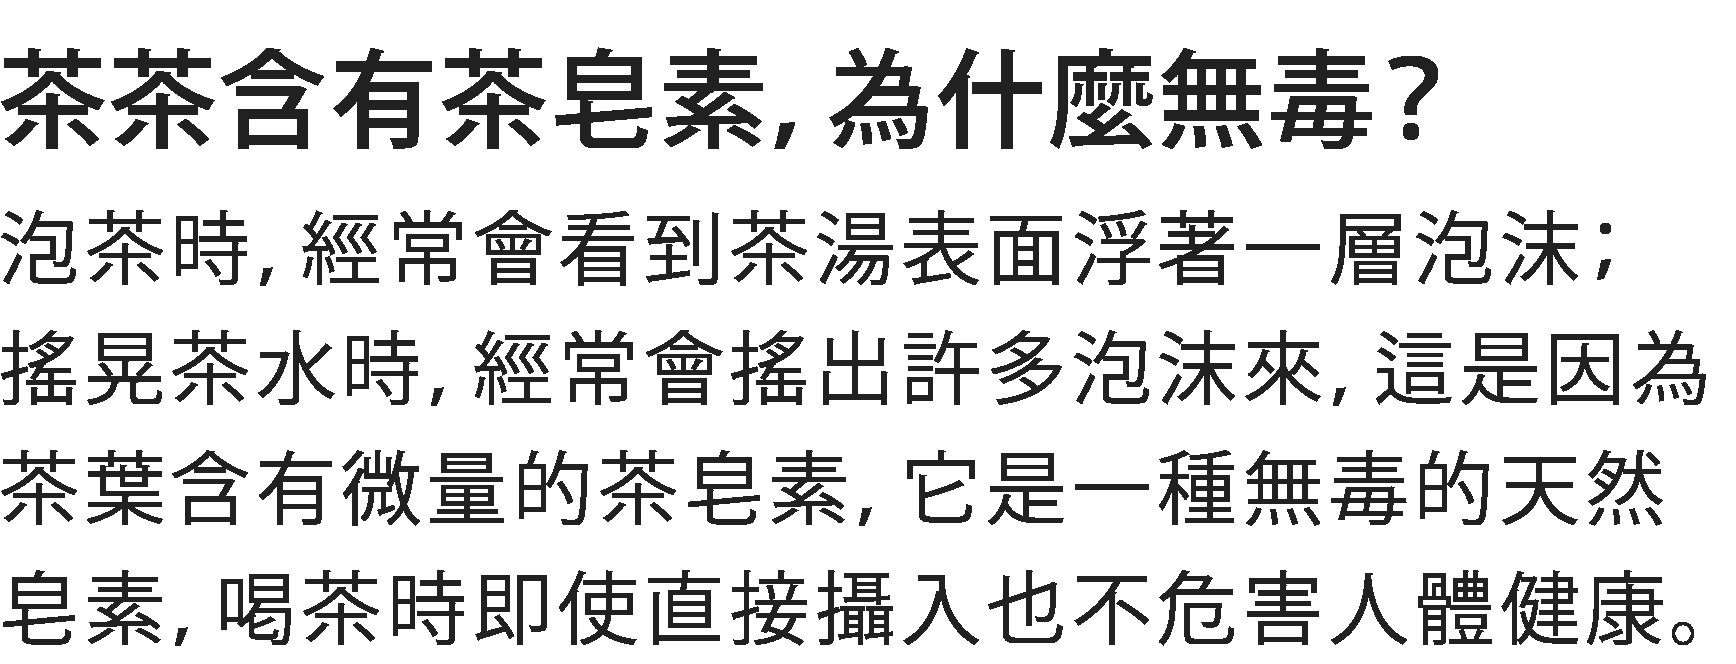 茶茶含有茶皂素，為什麼無毒？
泡茶時，經常會看到茶湯表面浮著一層泡沫；
搖晃茶水時，經常會搖出許多泡沫來，這是因為
茶葉含有微量的茶皂素，它是一種無毒的天然
皂素，喝茶時即使直接攝入也不危害人體健康。